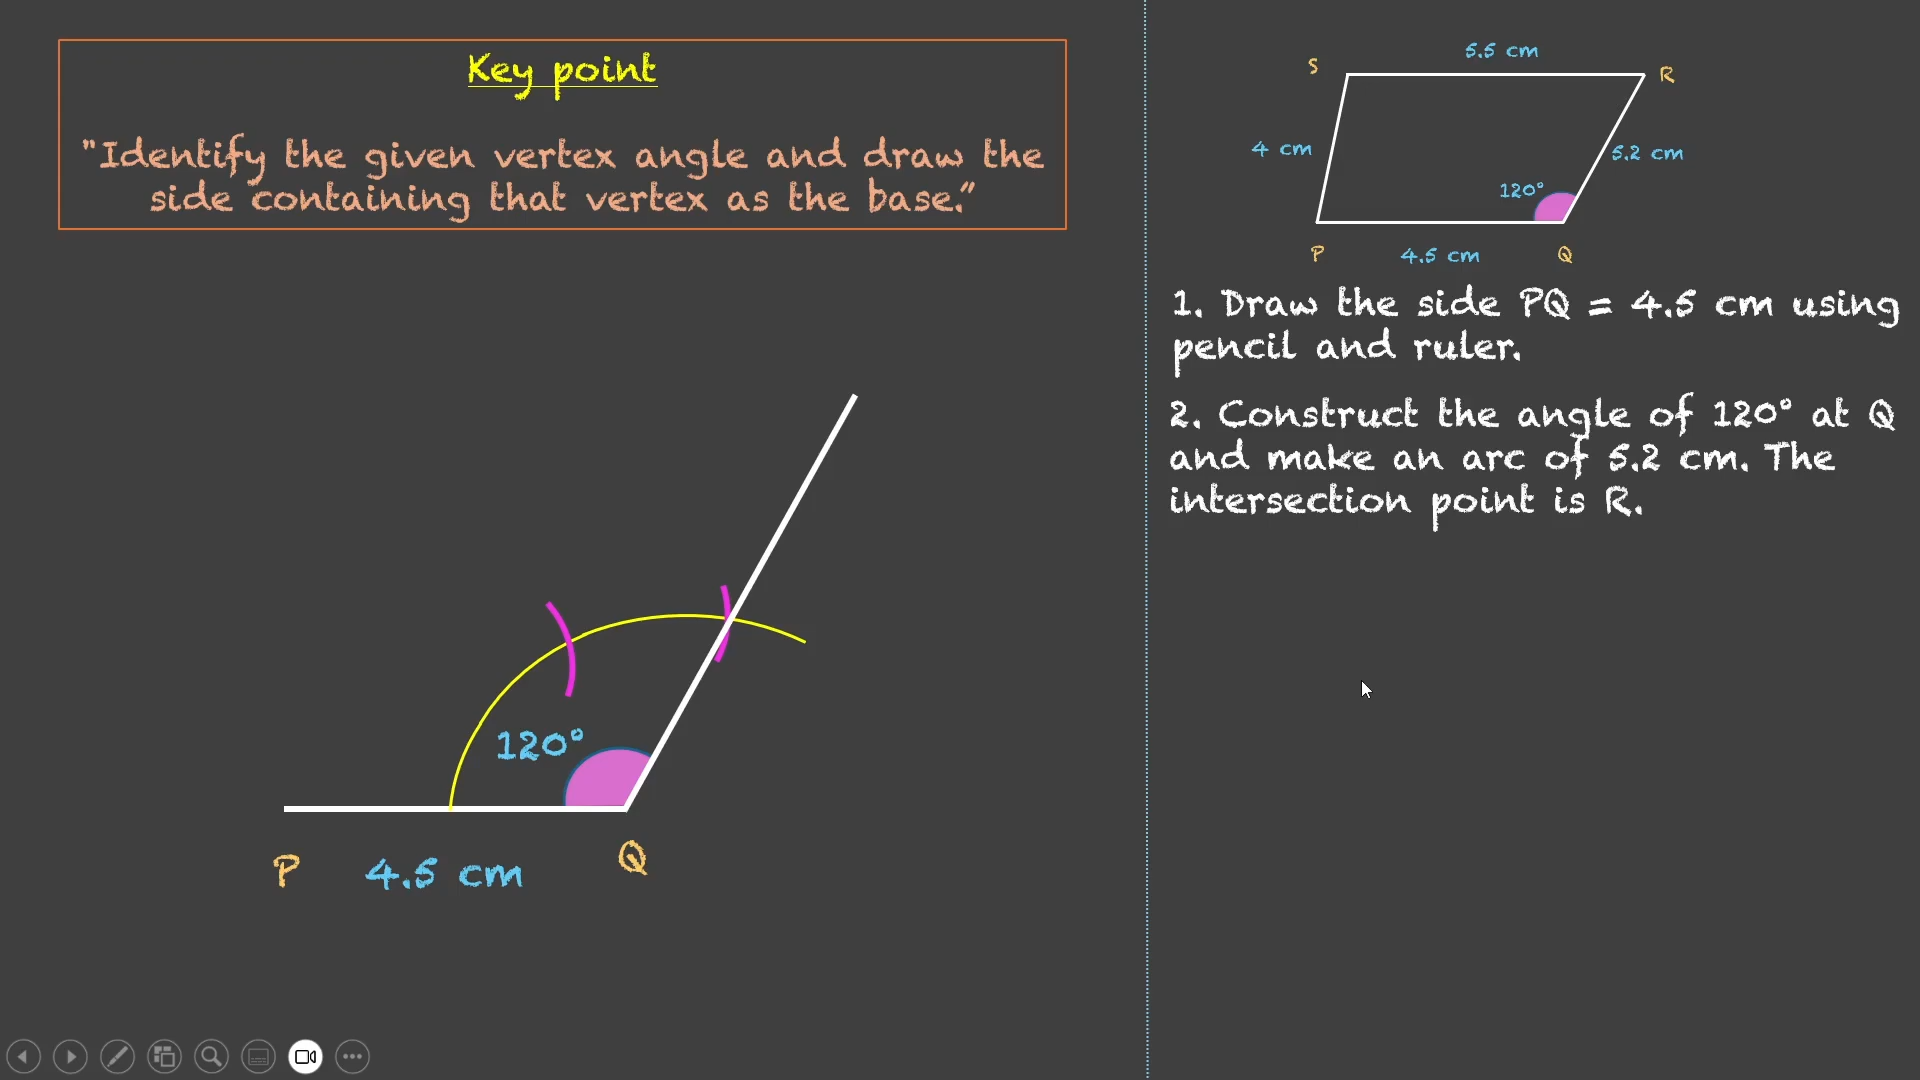 Key point
"Identify the given vertex angle and draw the
side containing that vertex as the base.”
120°
P 4.5 cm Q
5.5 cm
S R
4 cm
5.2 cm
120°
P 4.5 cm Q
1. Draw the side PQ = 4.5 cm using
pencil and ruler.
2. Construct the angle of 120° at Q
and make an arc of 5.2 cm. The
intersection point is R.